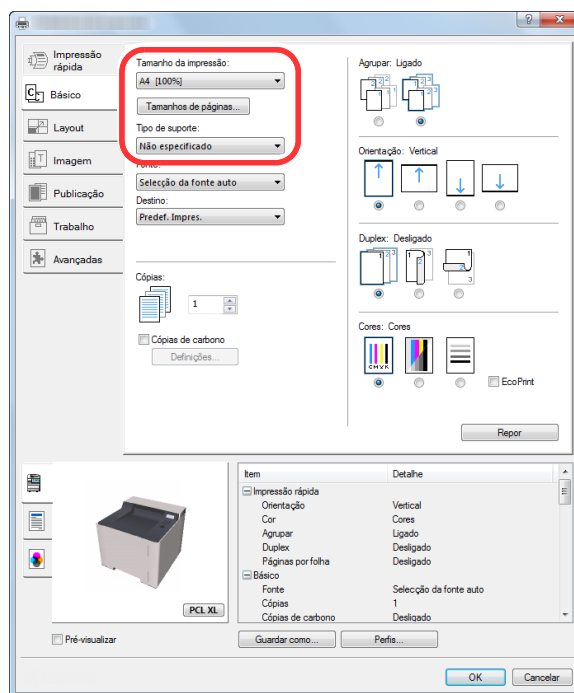 Impressão
rápida
Básico
Layout
Imagem
Publicação
Trabalho
Avançadas
Tamanho da impressão:
A4 [100%]
Tamanhos de páginas...
Tipo de suporte:
Não especificado
Fonte:
Selecção da fonte auto
Destino:
Predef. Impres.
Cópias:
1
Cópias de carbono
Definições...
Agrupar: Ligado
Orientação: Vertical
Duplex: Desligado
Cores: Cores
CMYK
EcoPrint
Repor
PCL XL
Pré-visualizar
Item Detalhe
Impressão rápida
Orientação Vertical
Cor Cores
Agrupar Ligado
Duplex Desligado
Páginas por folha Desligado
Básico
Fonte Selecção da fonte auto
Cópias 1
Cópias de carbono Desligado
Guardar como... Perfis...
OK Cancelar